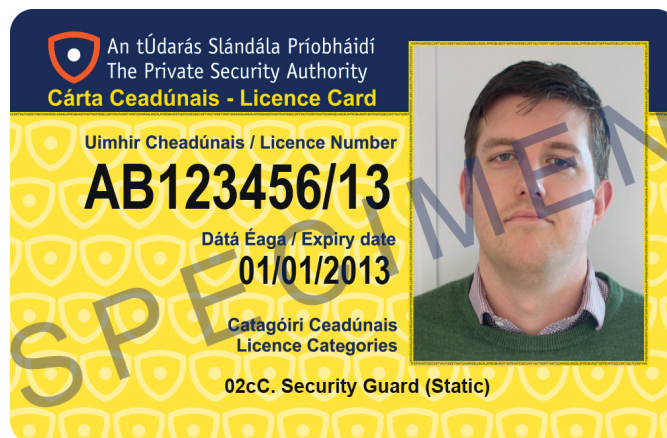 An tÚdarás Slándála Príobháidí
The Private Security Authority
Cárta Ceadúnais - Licence Card
Uimhir Cheadúnais / Licence Number
AB123456/13
Dátá Éaga / Expiry date
01/01/2013
Catagóiri Ceadúnais
Licence Categories
02cC. Security Guard (Static)
SPECIMEN